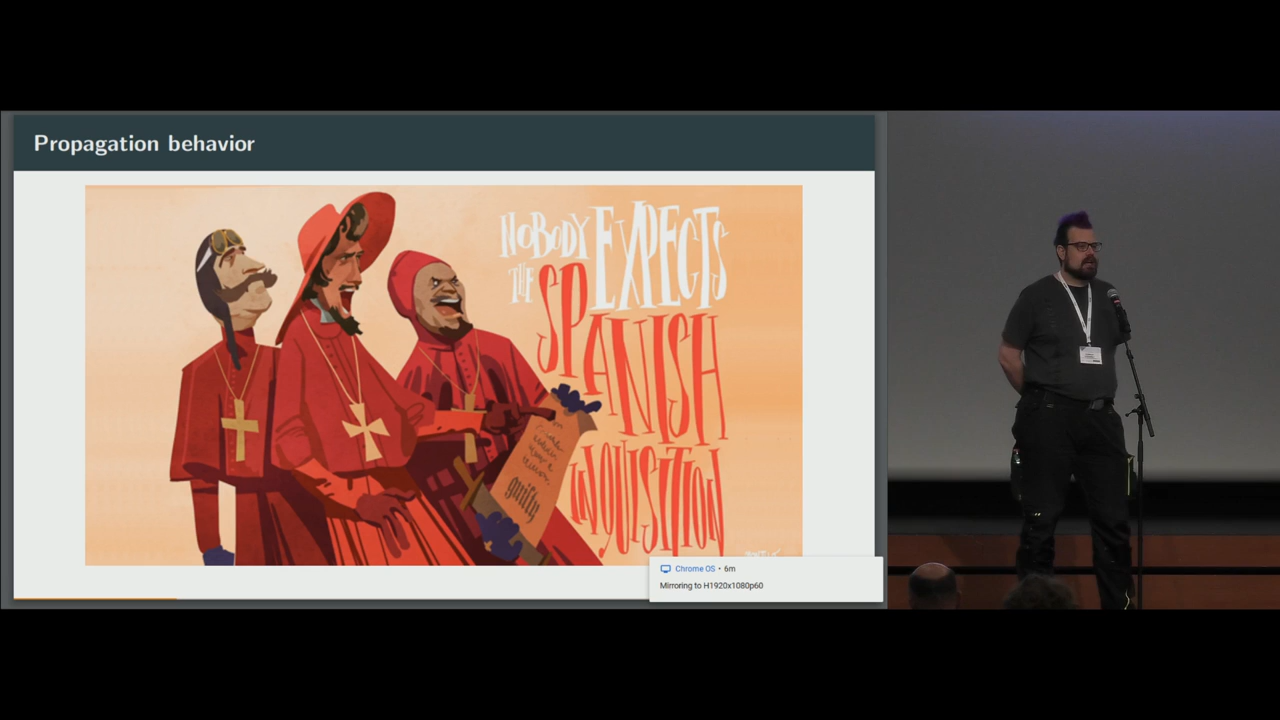 Propagation behavior
NOBODY EXPECTS
THE SPANISH
INQUISITION
guilty
Chrome OS • 6m
Mirroring to H1920x1080p60